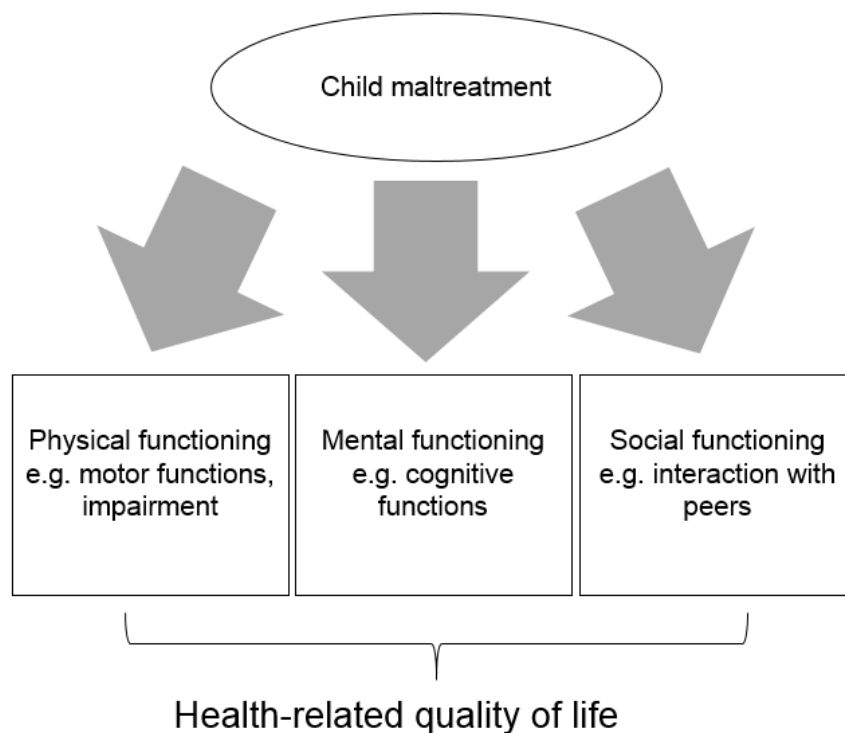 Child maltreatment
Physical functioning
e.g. motor functions,
impairment
Mental functioning
e.g. cognitive
functions
Social functioning
e.g. interaction with
peers
Health-related quality of life